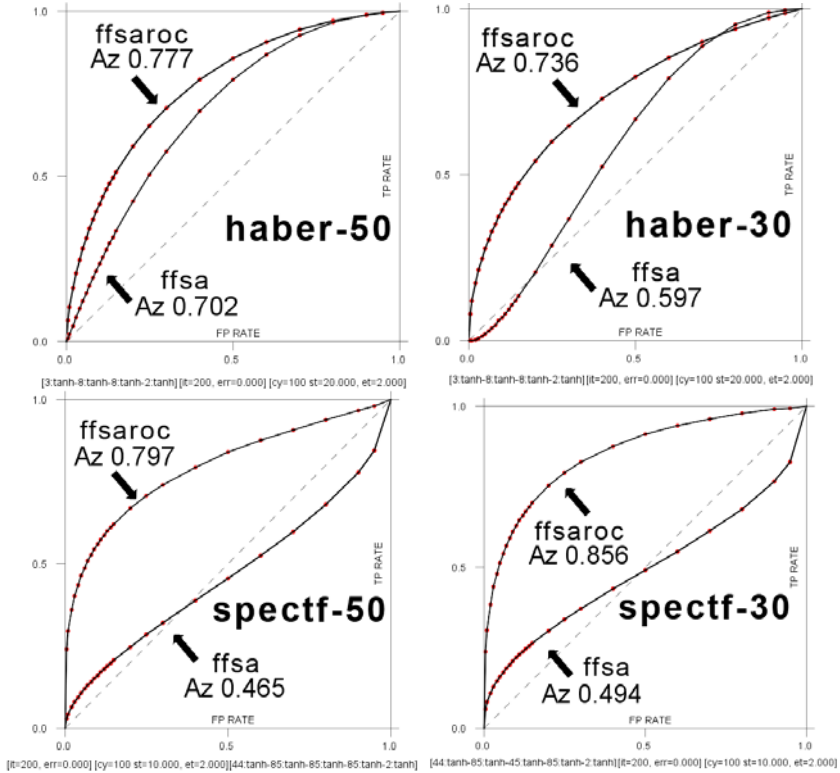 1.0
ffsaroc
Az 0.777
0.5
TP RATE
haber-50
ffsa
Az 0.702
FP RATE
0.0
0.0
0.5
1.0
[3:tanh-8:tanh-8:tanh-2:tanh][it=200, err=0.000] [cy=100 st=20.000, et=2.000]
1.0
ffsaroc
Az 0.736
0.5
TP RATE
haber-30
ffsa
Az 0.597
FP RATE
0.0
0.0
0.5
1.0
[3:tanh-8:tanh-8:tanh-2:tanh][it=200, err=0.000] [cy=100 st=20.000, et=2.000]
1.0
ffsaroc
Az 0.797
0.5
TP RATE
spectf-50
ffsa
Az 0.465
FP RATE
0.0
0.0
0.5
1.0
[it=200, err=0.000] [cy=100 st=10.000, et=2.000][44:tanh-85:tanh-85:tanh-85:tanh-2:tanh]
1.0
ffsaroc
Az 0.856
0.5
TP RATE
spectf-30
ffsa
Az 0.494
FP RATE
0.0
0.0
0.5
1.0
[44:tanh-85:tanh-45:tanh-85:tanh-2:tanh][it=200, err=0.000] [cy=100 st=10.000, et=2.000]